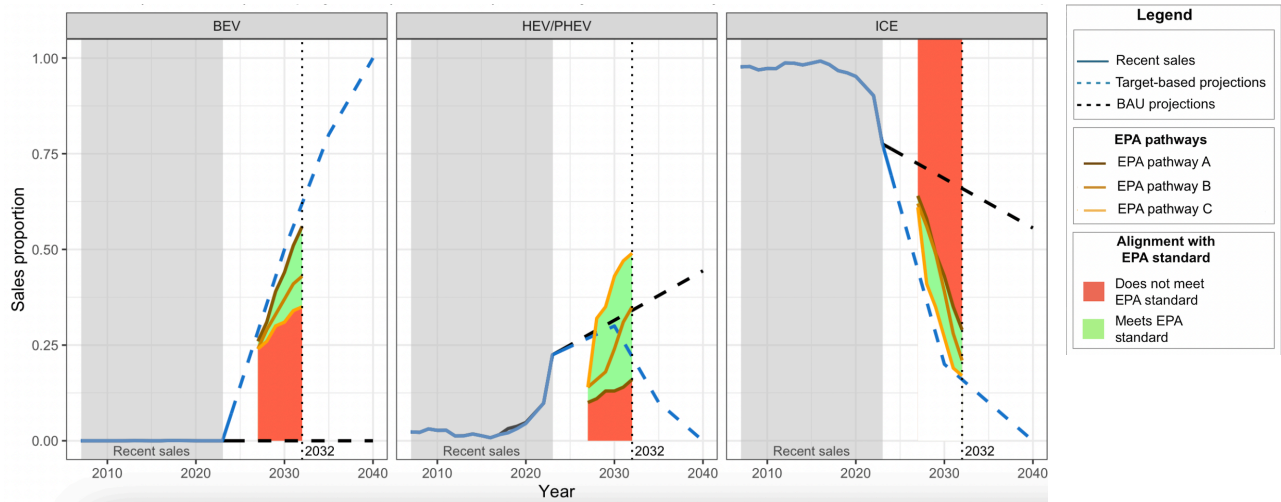 BEV
HEV/PHEV
ICE
Legend
Recent sales
Target-based projections
BAU projections
EPA pathways
EPA pathway A
EPA pathway B
EPA pathway C
Alignment with
EPA standard
Does not meet
EPA standard
Meets EPA
standard
Sales proportion
1.00
0.75
0.50
0.25
0.00
Recent sales
2032
Recent sales
2032
Recent sales
2032
2010
2020
2030
2040
2010
2020
2030
2040
2010
2020
2030
2040
Year